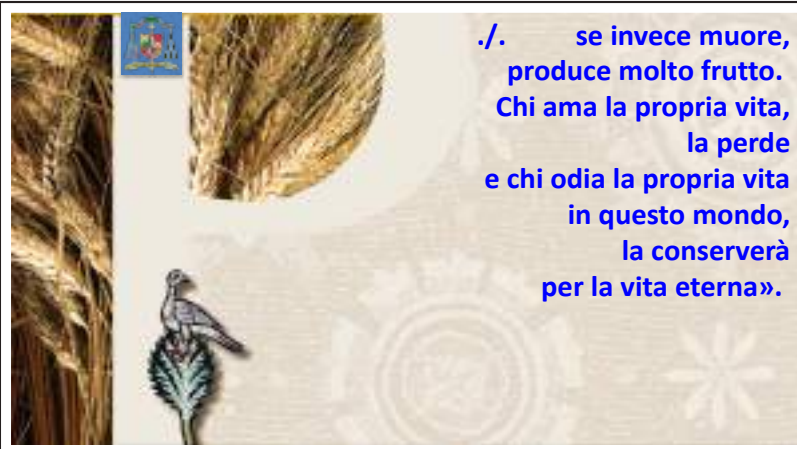 ./. se invece muore,
produce molto frutto.
Chi ama la propria vita,
la perde
e chi odia la propria vita
in questo mondo,
la conserverà
per la vita eterna».